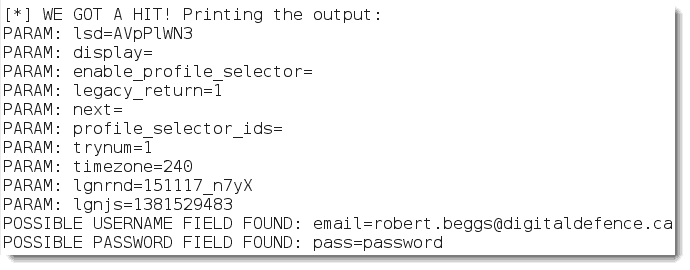 [*] WE GOT A HIT! Printing the output:
PARAM: lsd=AVpPlWN3
PARAM: display=
PARAM: enable_profile_selector=
PARAM: legacy_return=1
PARAM: next=
PARAM: profile_selector_ids=
PARAM: trynum=1
PARAM: timezone=240
PARAM: lgnrnd=151117_n7yX
PARAM: lgnjs=1381529483
POSSIBLE USERNAME FIELD FOUND: email=robert.beggs@digitaldefence.ca
POSSIBLE PASSWORD FIELD FOUND: pass=password